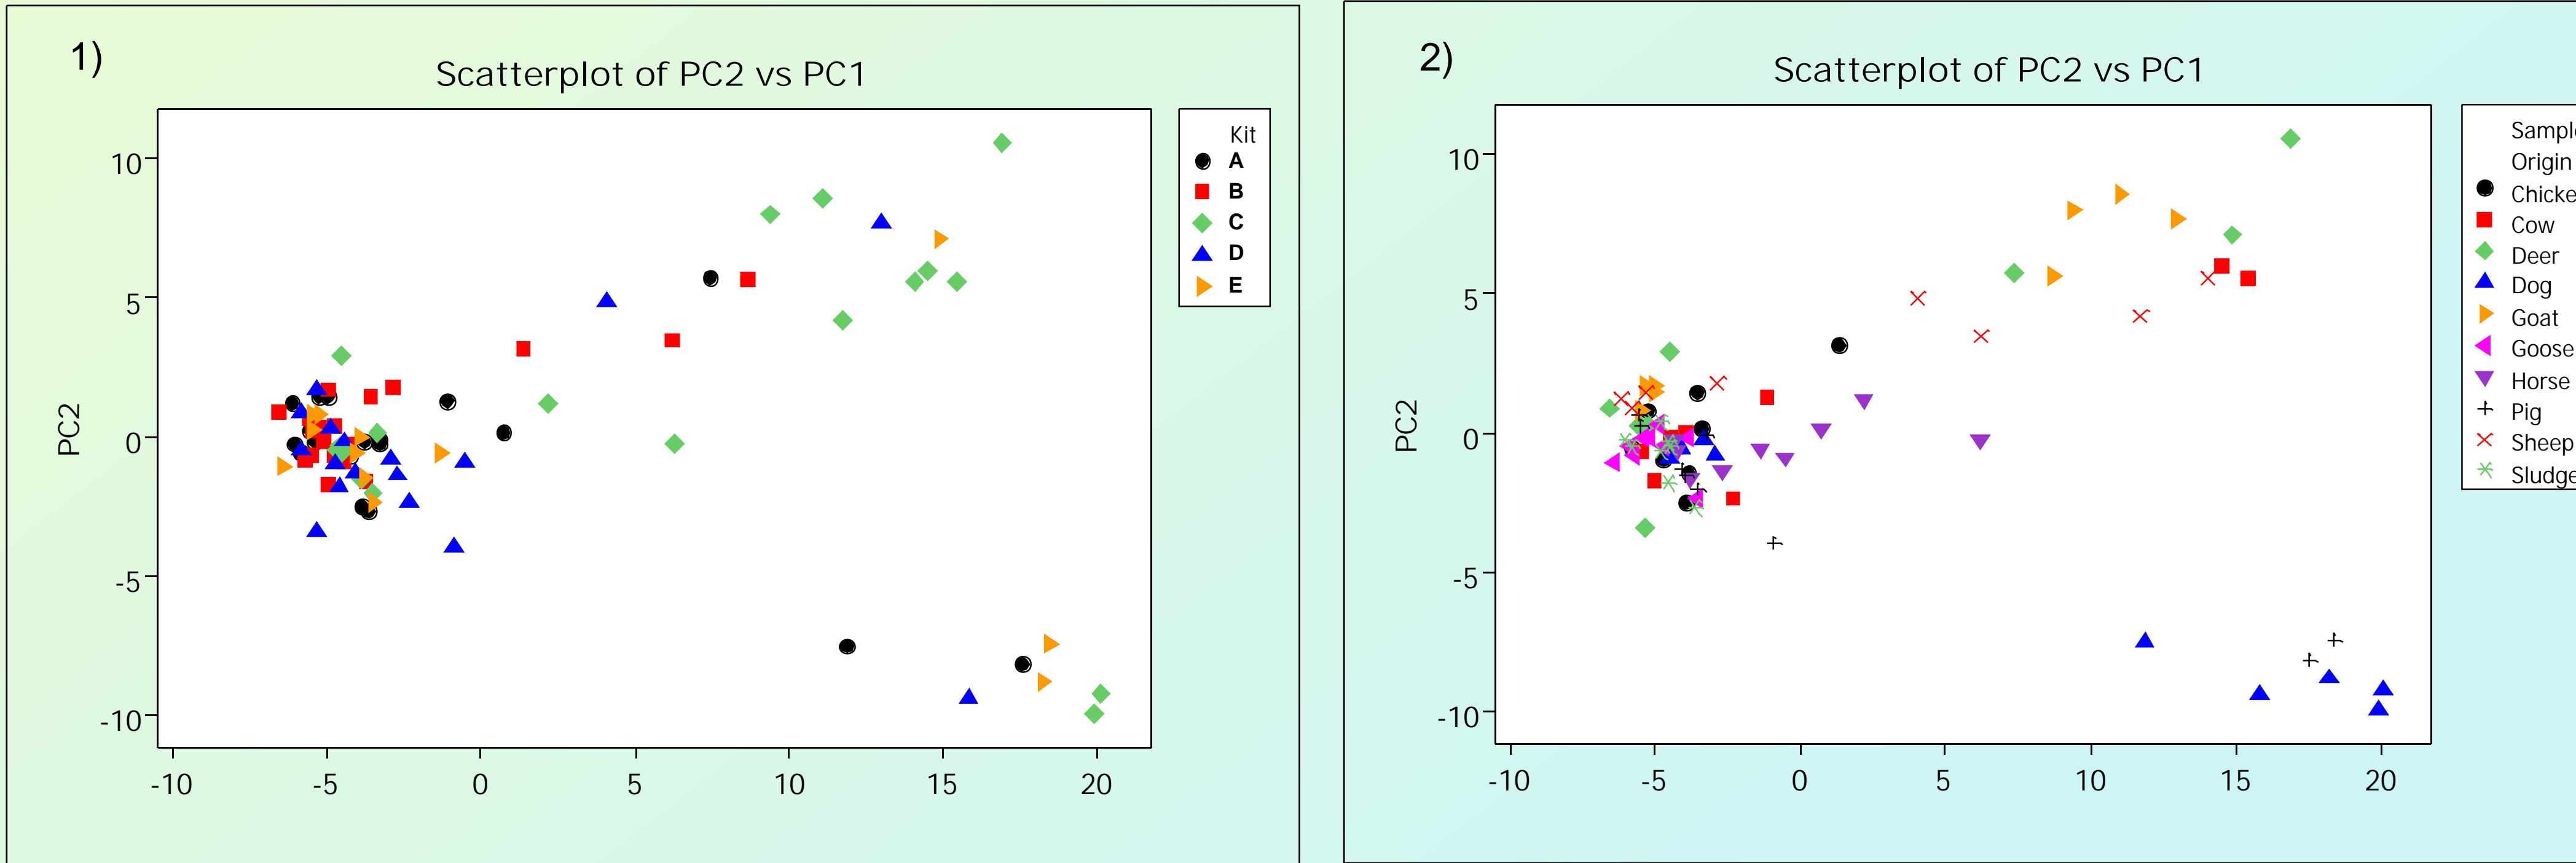 1)
Scatterplot of PC2 vs PC1
PC2
10
5
0
-5
-10
-10 -5 0 5 10 15 20
Kit
A
B
C
D
E
2)
Scatterplot of PC2 vs PC1
PC2
10
5
0
-5
-10
-10 -5 0 5 10 15 20
Sample
Origin
Chicke
Cow
Deer
Dog
Goat
Goose
Horse
Pig
Sheep
Sludge